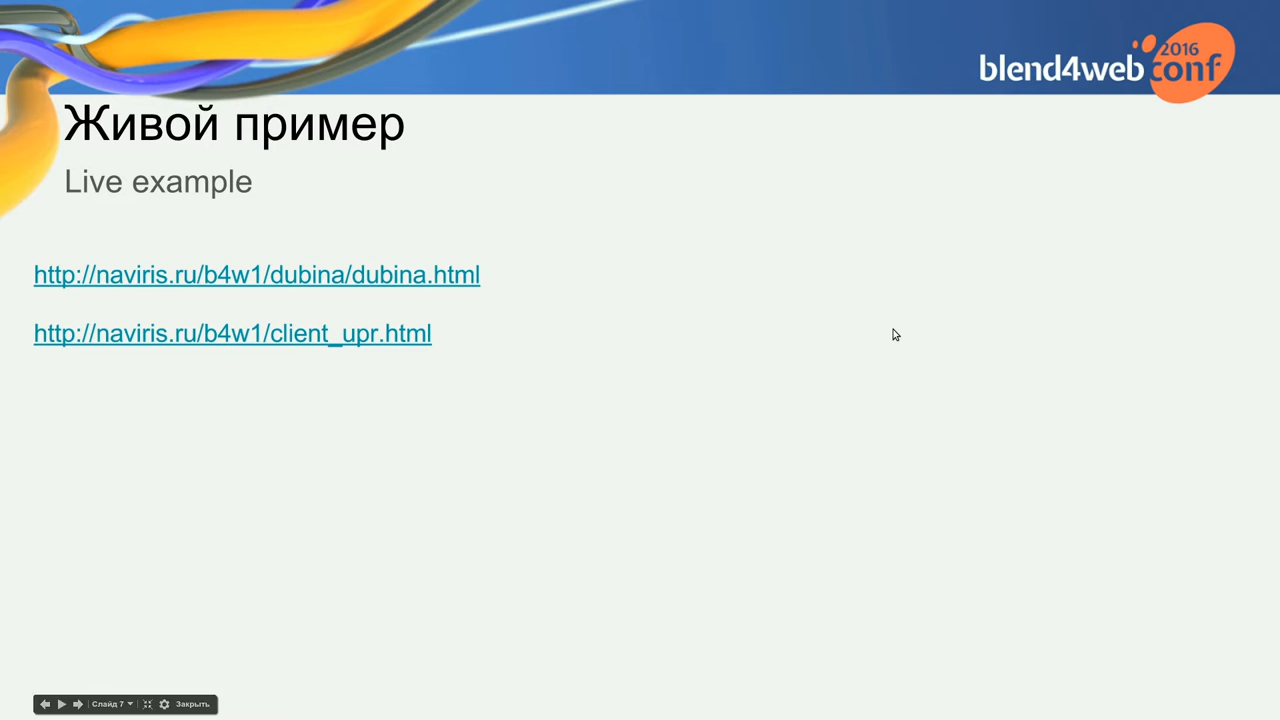 2016
blend4web conf
Живой пример
Live example
http://naviris.ru/b4w1/dubina/dubina.html
http://naviris.ru/b4w1/client_upr.html
Слайд 7
Закрыть